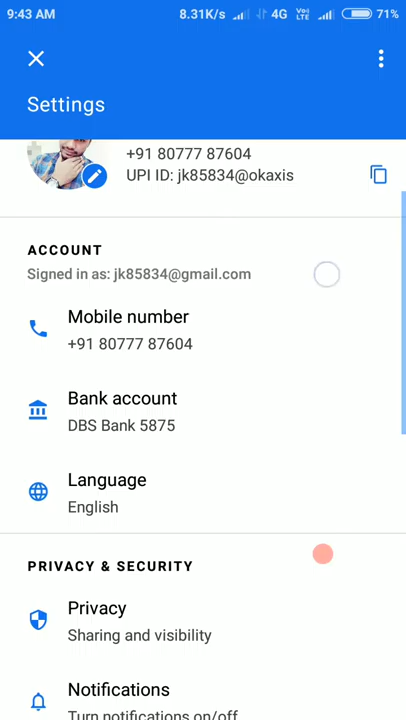 9:43 AM 8.31K/s 4G Vo LTE 71%
Settings
+91 80777 87604
UPI ID: jk85834@okaxis
ACCOUNT
Signed in as: jk85834@gmail.com
Mobile number
+91 80777 87604
Bank account
DBS Bank 5875
Language
English
PRIVACY & SECURITY
Privacy
Sharing and visibility
Notifications
Turn notifications on/off